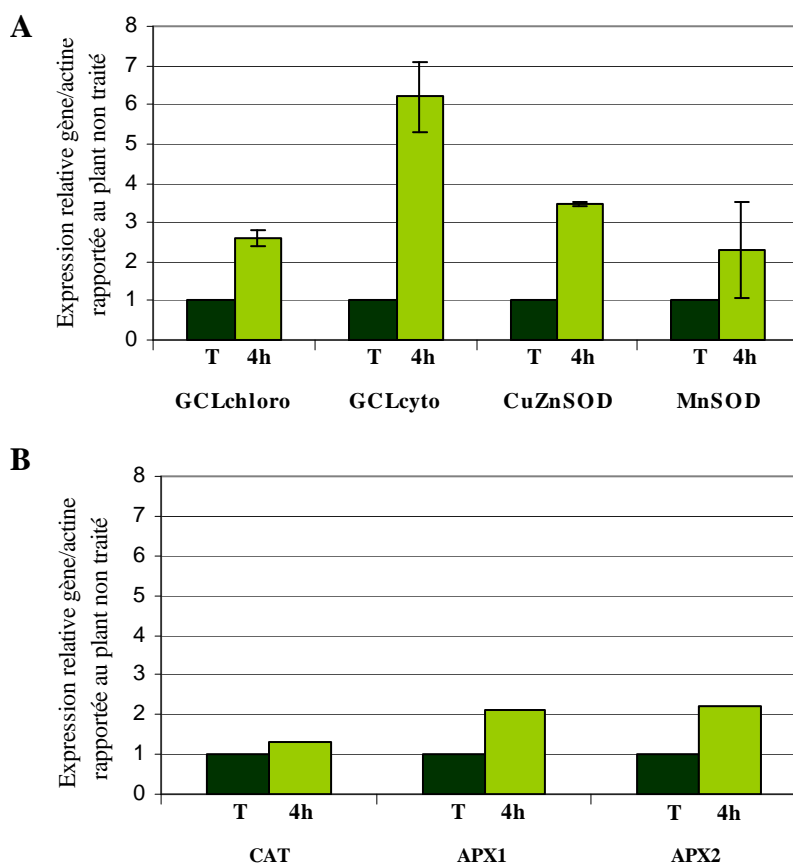 A
Expression relative gène/actine
rapportée au plant non traité
8
7
6
5
4
3
2
1
0
T 4h T 4h T 4h T 4h
GCLchloro GCLcyto CuZnSOD MnSOD
B
Expression relative gène/actine
rapportée au plant non traité
8
7
6
5
4
3
2
1
0
T 4h T 4h T 4h
CAT APX1 APX2